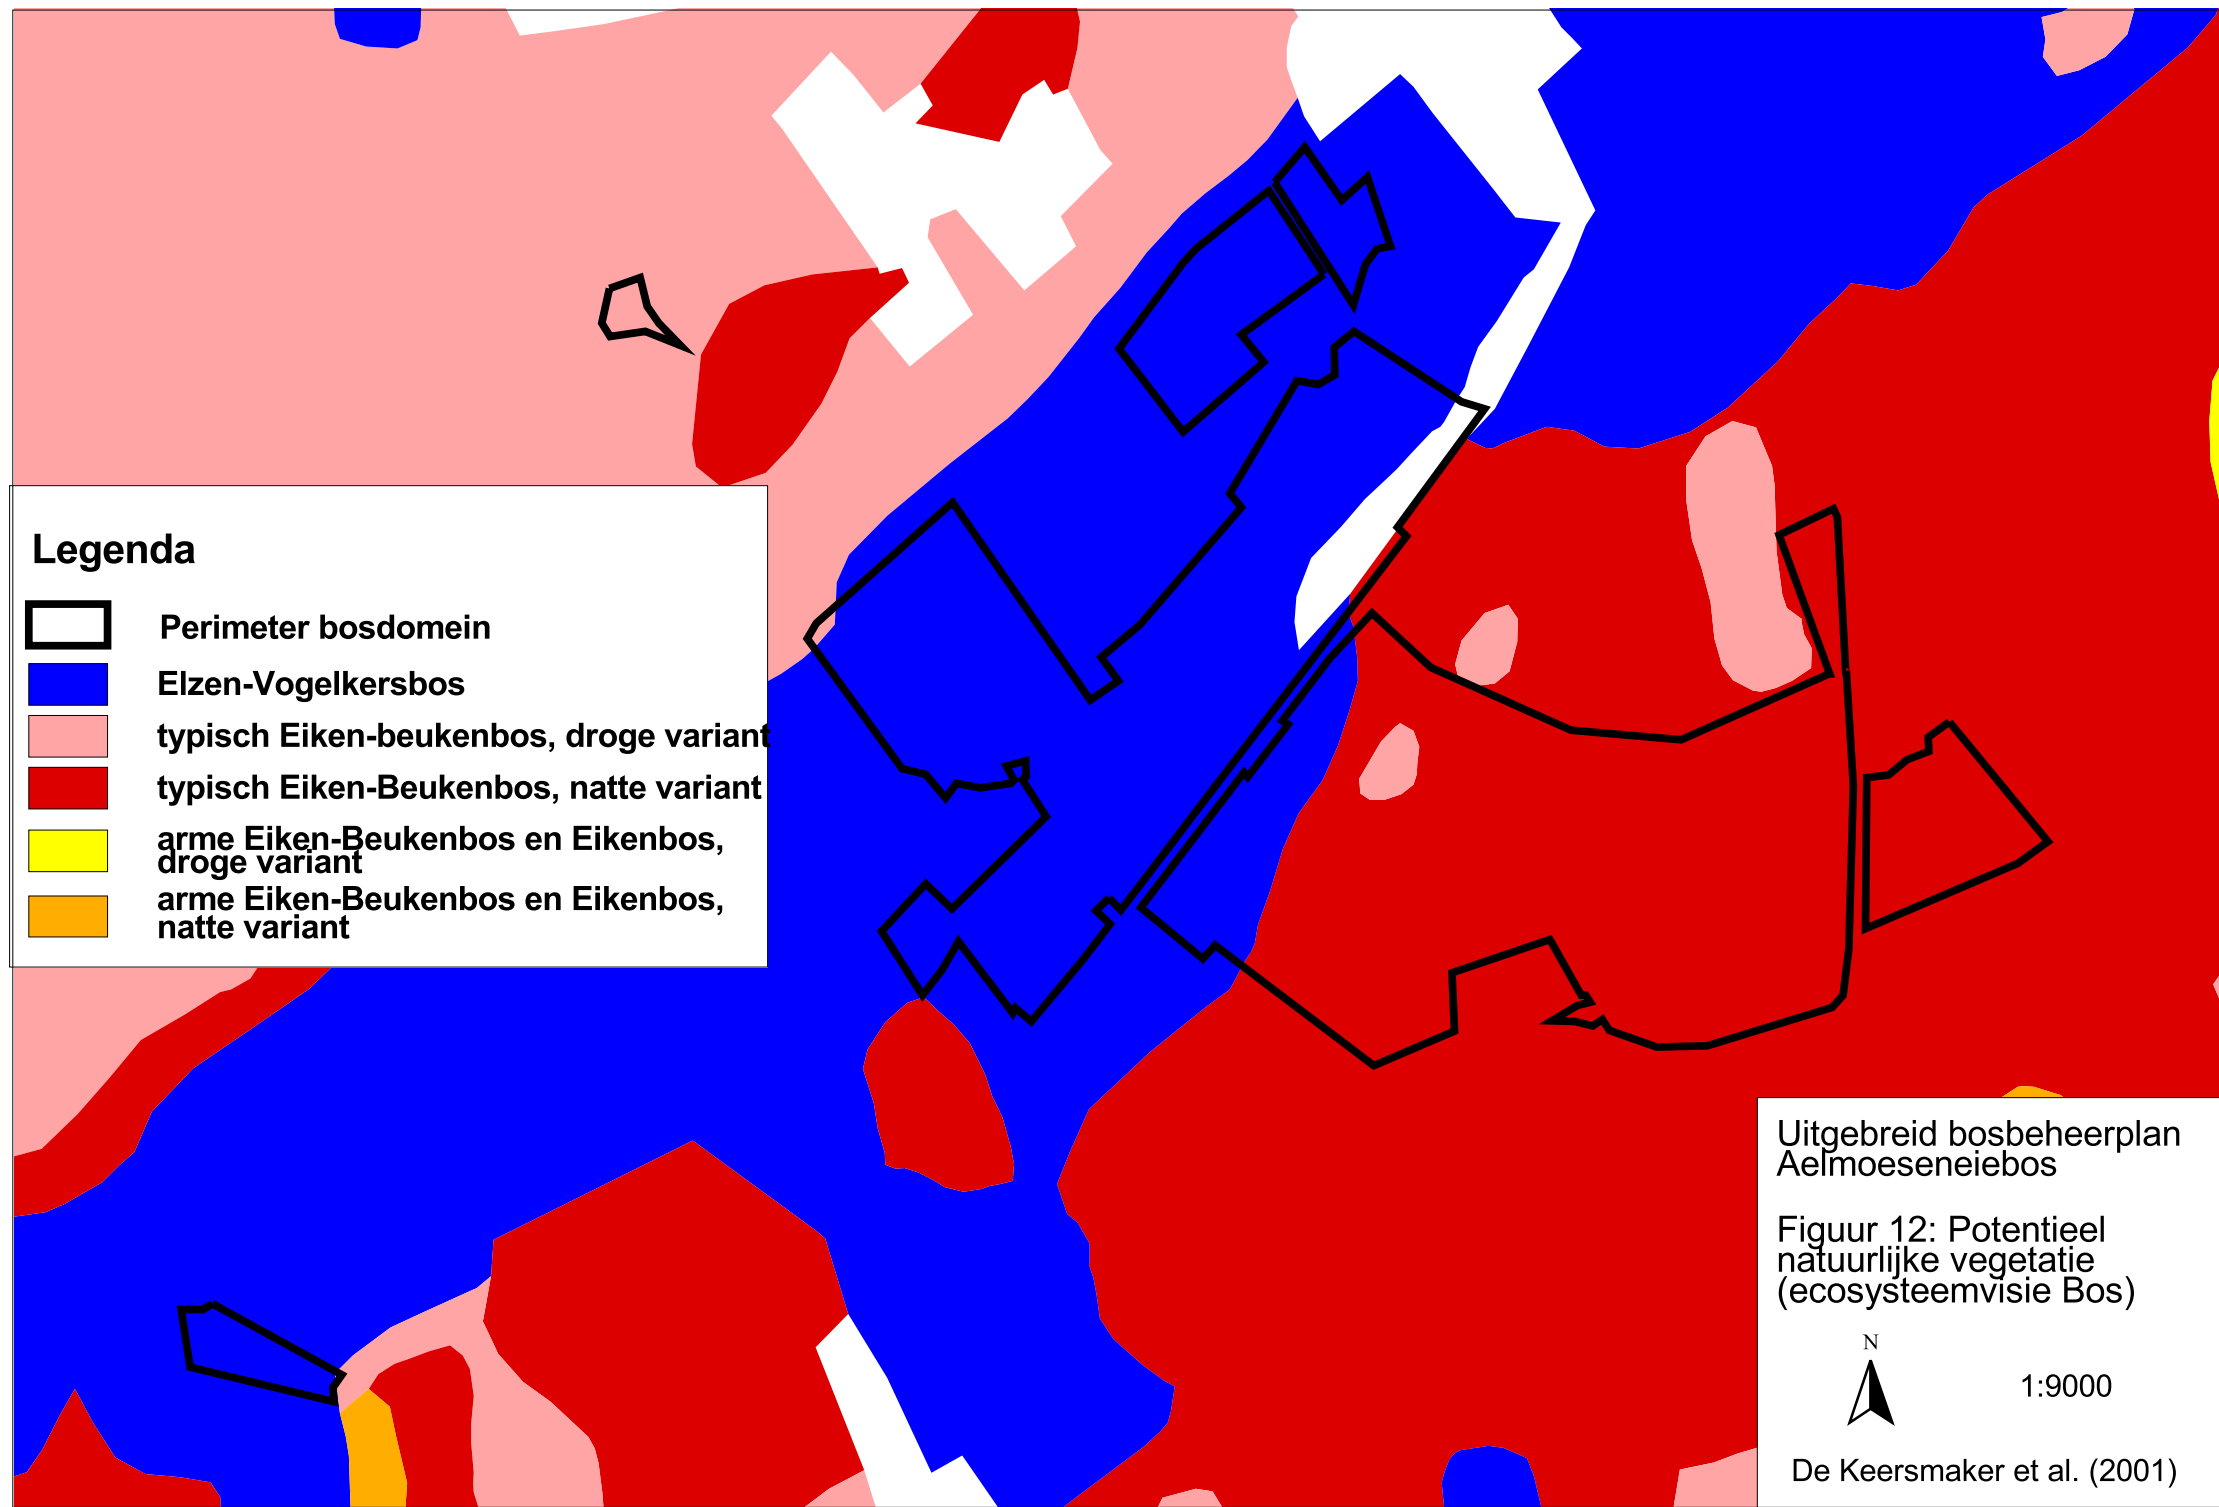 Legenda
Perimeter bosdomein
Elzen-Vogelkersbos
typisch Eiken-beukenbos, droge variant
typisch Eiken-Beukenbos, natte variant
arme Eiken-Beukenbos en Eikenbos,
droge variant
arme Eiken-Beukenbos en Eikenbos,
natte variant
Uitgebreid bosbeheerplan
Aelmoeseneiebos
Figuur 12: Potentieel
natuurlijke vegetatie
(ecosysteemvisie Bos)
N
1:9000
De Keersmaker et al. (2001)